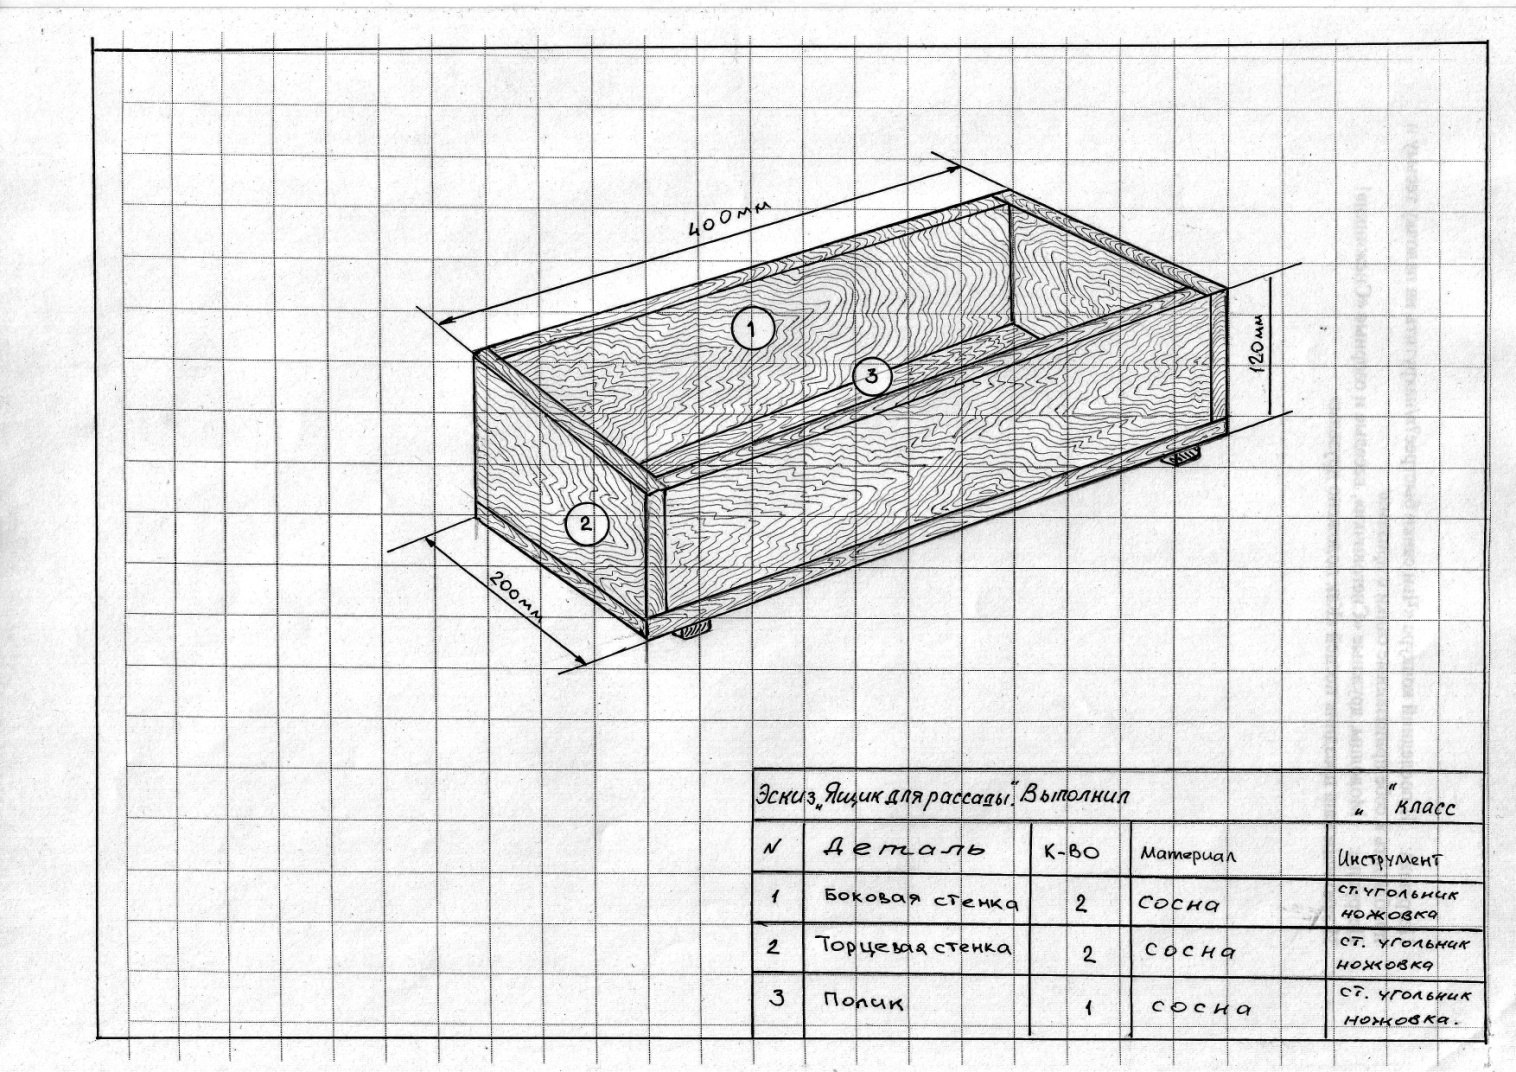 400мм
1
3
120мм
2
200мм
Эскиз „Ящик для рассады“. Выполнил „ “ класс
N Деталь К-во Материал Инструмент
1 Боковая стенка 2 сосна ст. угольник
ножовка
2 Торцевая стенка 2 сосна ст. угольник
ножовка
3 Полик 1 сосна ст. угольник
ножовка.